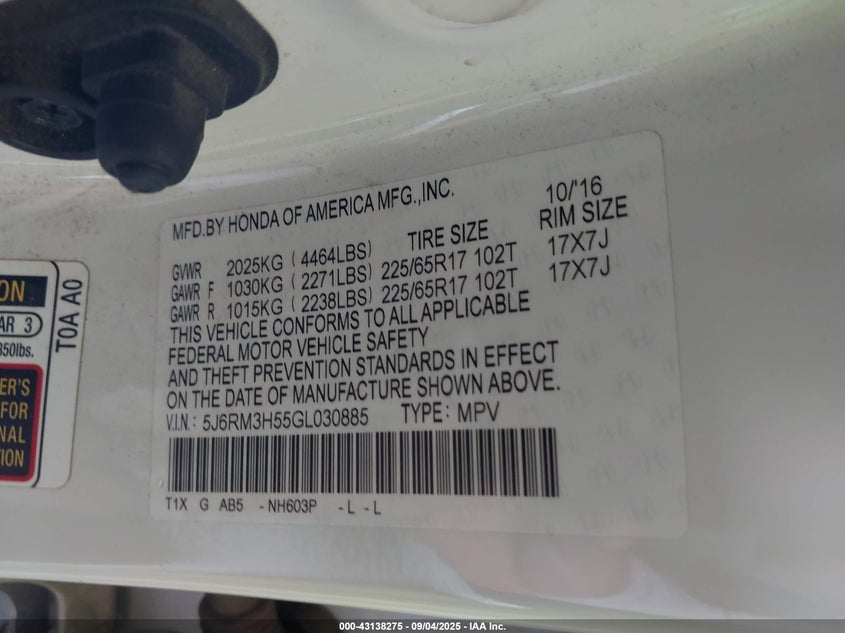 MFD.BY HONDA OF AMERICA MFG.,INC. 10/'16
TIRE SIZE RIM SIZE
GVWR 2025KG ( 4464LBS)
GAWR F 1030KG ( 2271LBS) 225/65R17 102T 17X7J
GAWR R 1015KG ( 2238LBS) 225/65R17 102T 17X7J
THIS VEHICLE CONFORMS TO ALL APPLICABLE
FEDERAL MOTOR VEHICLE SAFETY
AND THEFT PREVENTION STANDARDS IN EFFECT
ON THE DATE OF MANUFACTURE SHOWN ABOVE.
V.I.N.: 5J6RM3H55GL030885 TYPE: MPV
T1X G AB5 -NH603P -L -L
T0A A0
3
FOR
000-43138275 - 09/04/2025 - IAA Inc.